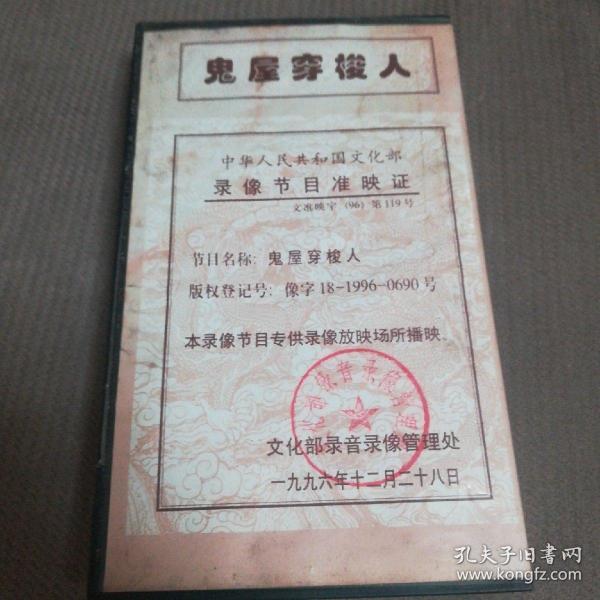 鬼屋穿梭人
中华人民共和国文化部
录像节目准映证
文准映字（96）第119号
节目名称：鬼屋穿梭人
版权登记号：像字18-1996-0690号
本录像节目专供录像放映场所播映。
文化部录音录像管理处
一九九六年十二月二十八日
孔夫子旧书网
www.kongfz.com